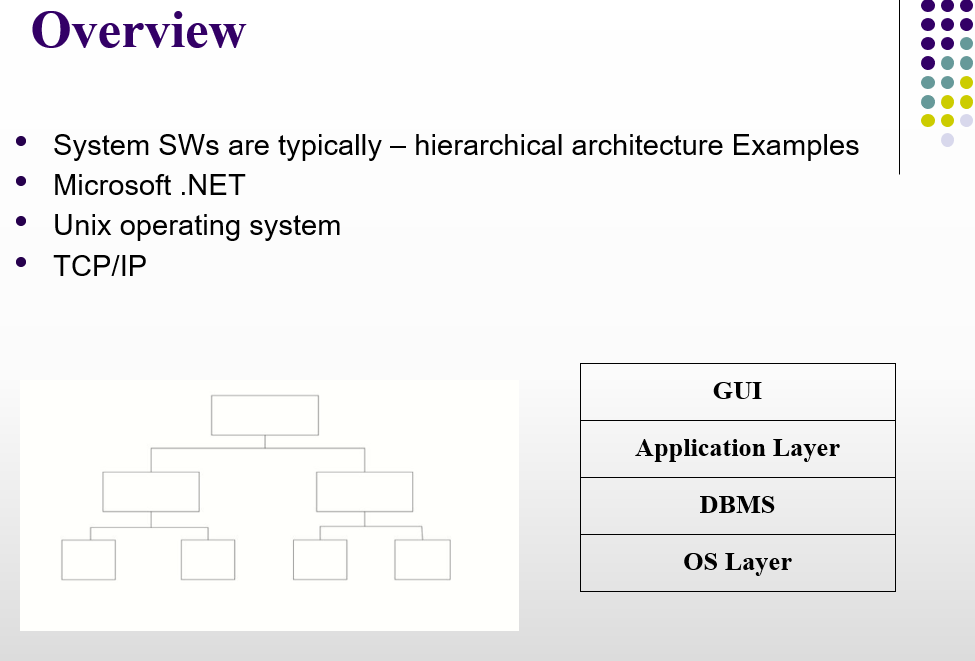 Overview
System SWs are typically – hierarchical architecture Examples
Microsoft .NET
Unix operating system
TCP/IP
GUI
Application Layer
DBMS
OS Layer